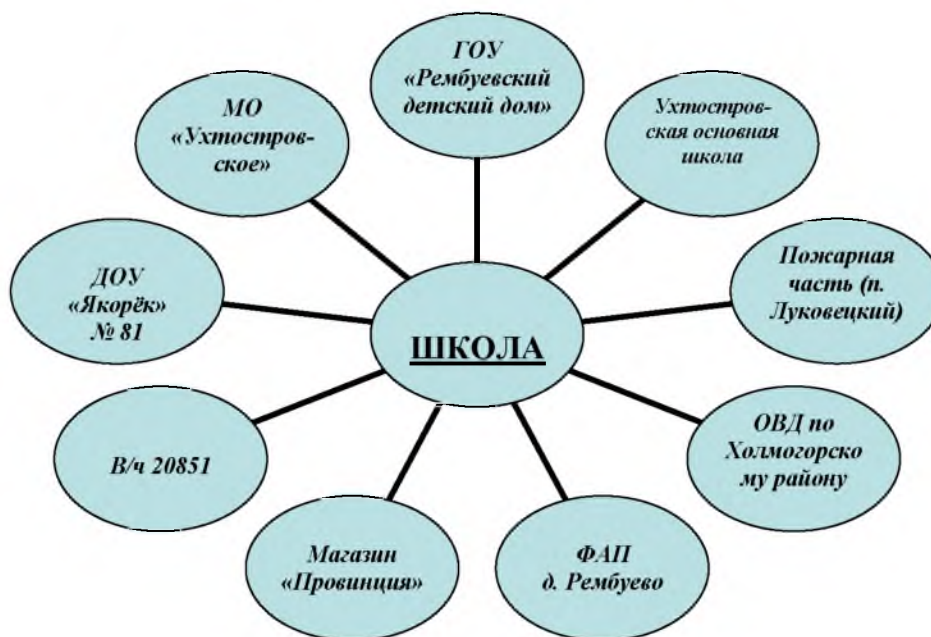 ГОУ
«Рембуевский
детский дом»
МО
«Ухтостров-
ское»
Ухтостров-
ская основная
школа
ДОУ
«Якорёк»
№ 81
Пожарная
часть (п.
Луковецкий)
ШКОЛА
В/ч 20851
ОВД по
Холмогорско
му району
Магазин
«Провинция»
ФАП
д. Рембуево